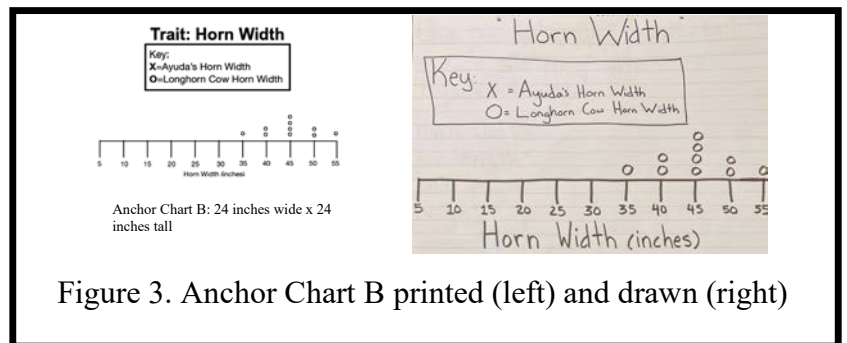 Trait: Horn Width
Key:
X=Ayuda's Horn Width
O=Longhorn Cow Horn Width
5 10 15 20 25 30 35 40 45 50 55
Horn Width (inches)
Anchor Chart B: 24 inches wide x 24
inches tall
Horn Width
Key:
X = Ayuda's Horn Width
O= Longhorn Cow Horn Width
5 10 15 20 25 30 35 40 45 50 55
Horn Width (inches)
Figure 3. Anchor Chart B printed (left) and drawn (right)